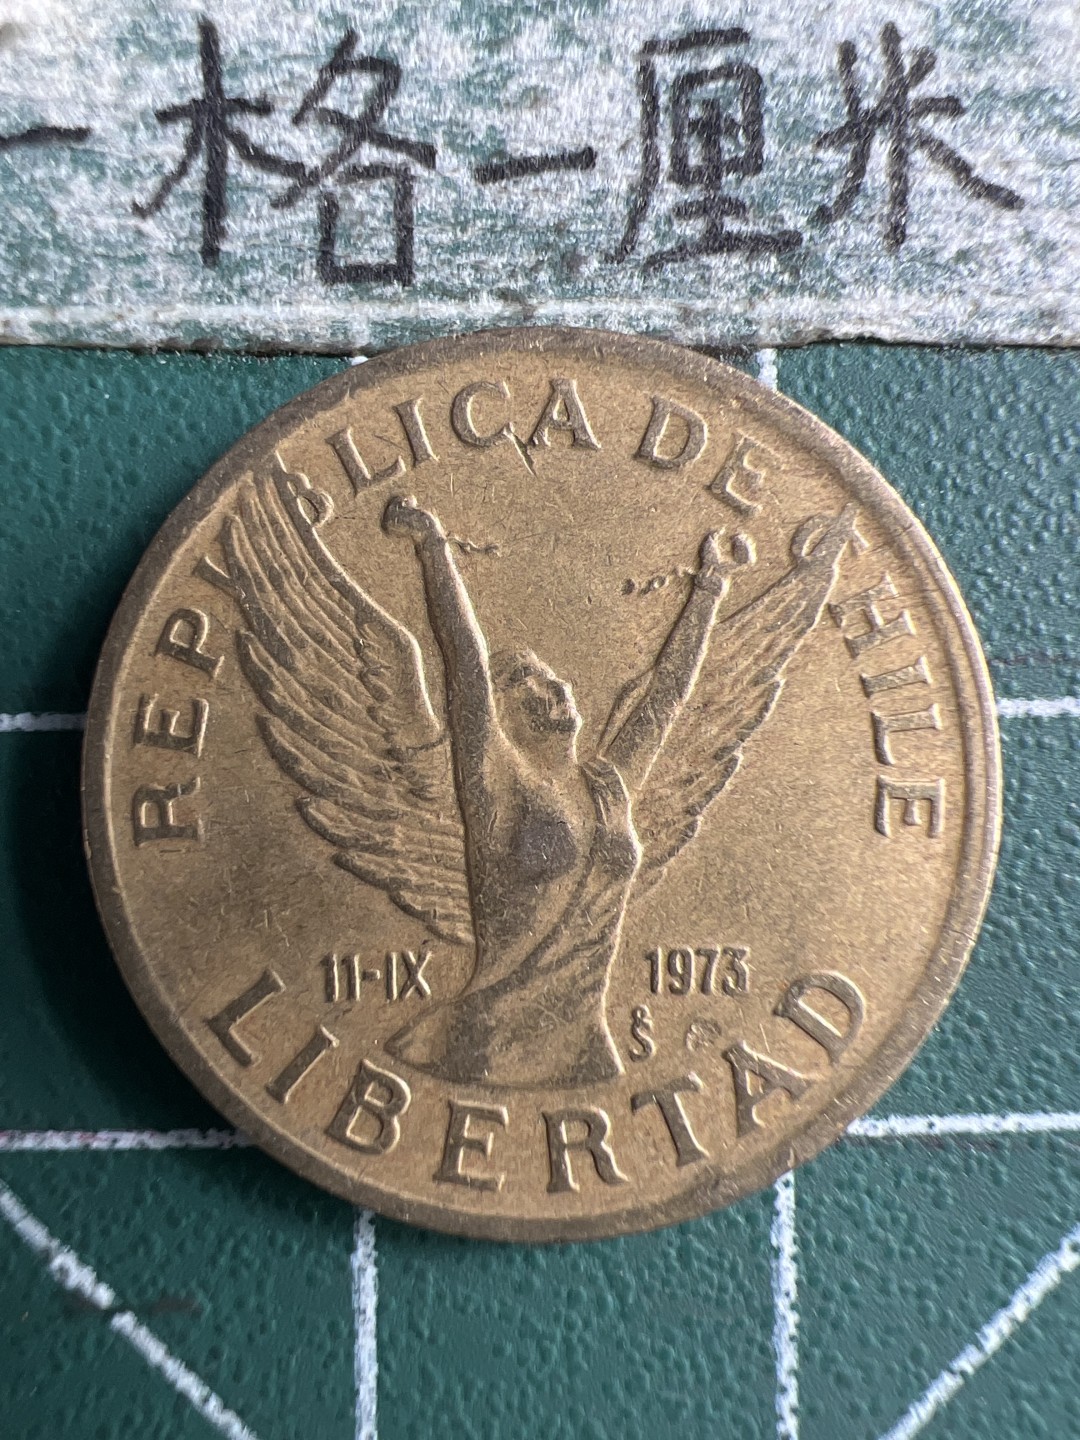 一格一厘米
REPUBLICA DE CHILE
11-IX 1973
S
LIBERTAD